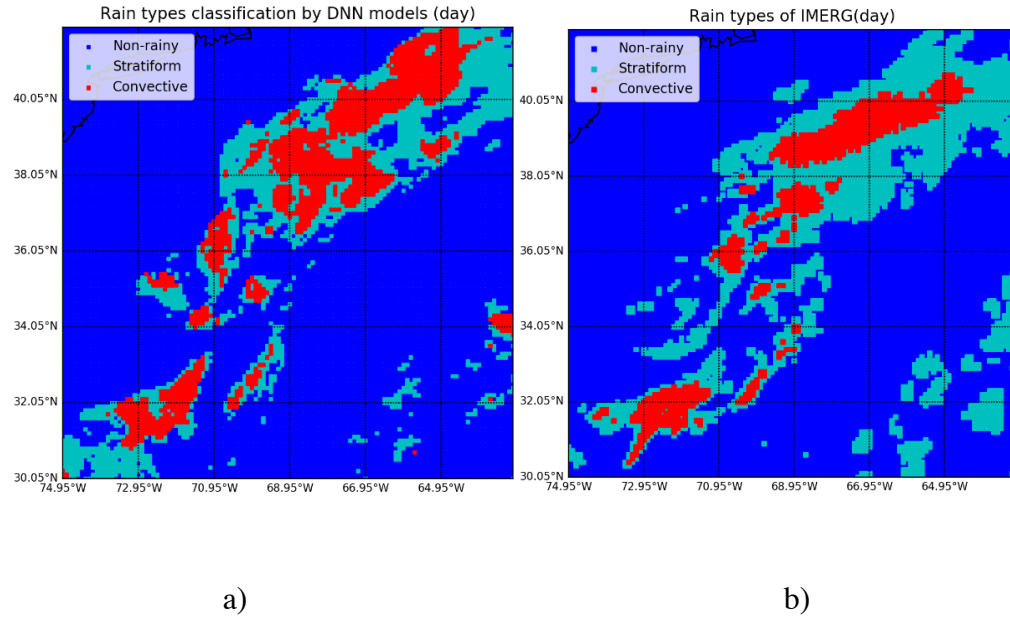 Rain types classification by DNN models (day)
Non-rainy
Stratiform
Convective
40.05°N
38.05°N
36.05°N
34.05°N
32.05°N
30.05°N
74.95°W 72.95°W 70.95°W 68.95°W 66.95°W 64.95°W
a)
Rain types of IMERG(day)
Non-rainy
Stratiform
Convective
40.05°N
38.05°N
36.05°N
34.05°N
32.05°N
30.05°N
74.95°W 72.95°W 70.95°W 68.95°W 66.95°W 64.95°W
b)